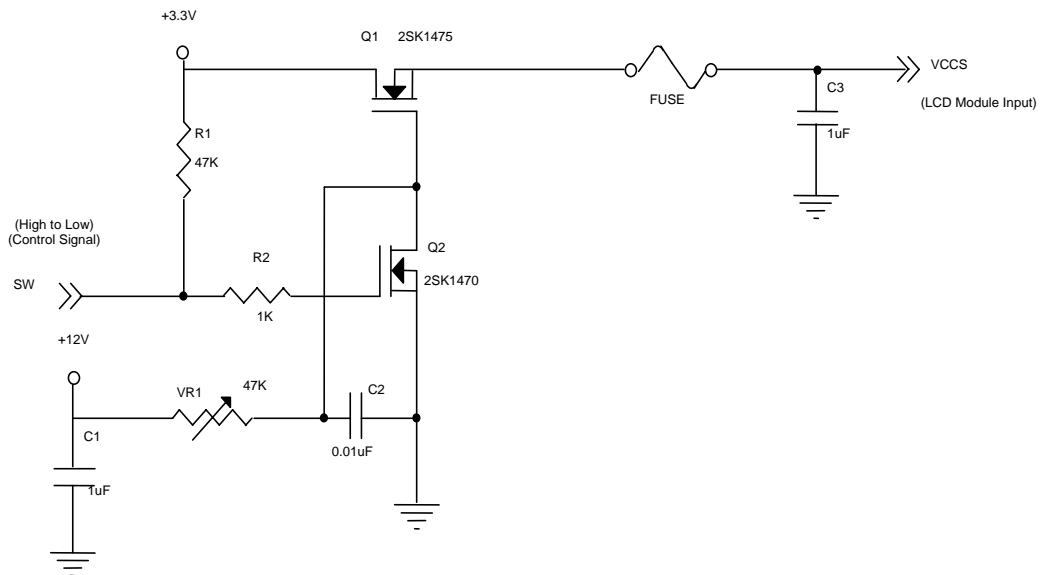 +3.3V
Q1 2SK1475
VCCS
FUSE
C3
(LCD Module Input)
R1
1uF
47K
(High to Low)
(Control Signal)
Q2
R2
SW
2SK1470
1K
+12V
VR1
47K
C2
C1
0.01uF
1uF